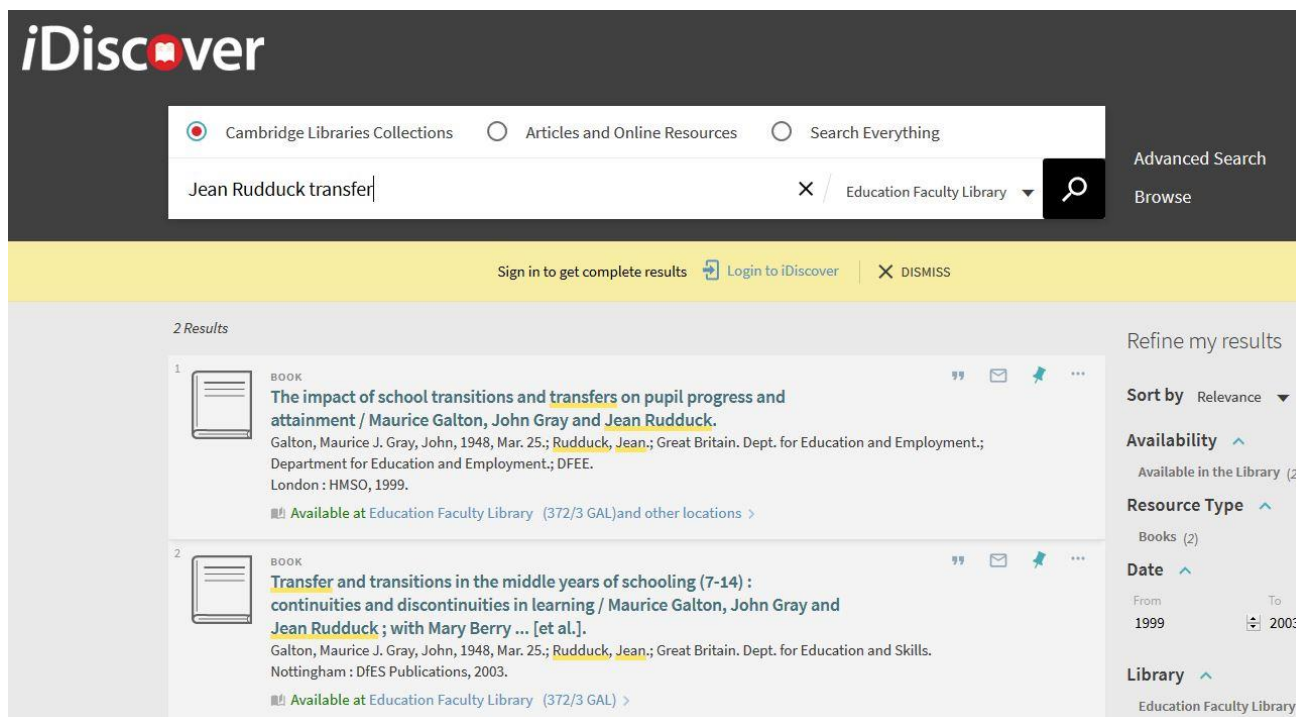 iDiscover
Cambridge Libraries Collections Articles and Online Resources Search Everything
Jean Rudduck transfer Education Faculty Library
Advanced Search
Browse
Sign in to get complete results Login to iDiscover DISMISS
2 Results
1
BOOK
The impact of school transitions and transfers on pupil progress and
attainment / Maurice Galton, John Gray and Jean Rudduck.
Galton, Maurice J. Gray, John, 1948, Mar. 25.; Rudduck, Jean.; Great Britain. Dept. for Education and Employment.;
Department for Education and Employment.; DFEE.
London : HMSO, 1999.
Available at Education Faculty Library (372/3 GAL)and other locations >
2
BOOK
Transfer and transitions in the middle years of schooling (7-14) :
continuities and discontinuities in learning / Maurice Galton, John Gray and
Jean Rudduck ; with Mary Berry ... [et al.].
Galton, Maurice J. Gray, John, 1948, Mar. 25.; Rudduck, Jean.; Great Britain. Dept. for Education and Skills.
Nottingham : DfES Publications, 2003.
Available at Education Faculty Library (372/3 GAL) >
Refine my results
Sort by Relevance
Availability
Available in the Library (2
Resource Type
Books (2)
Date
From To
1999 2003
Library
Education Faculty Library